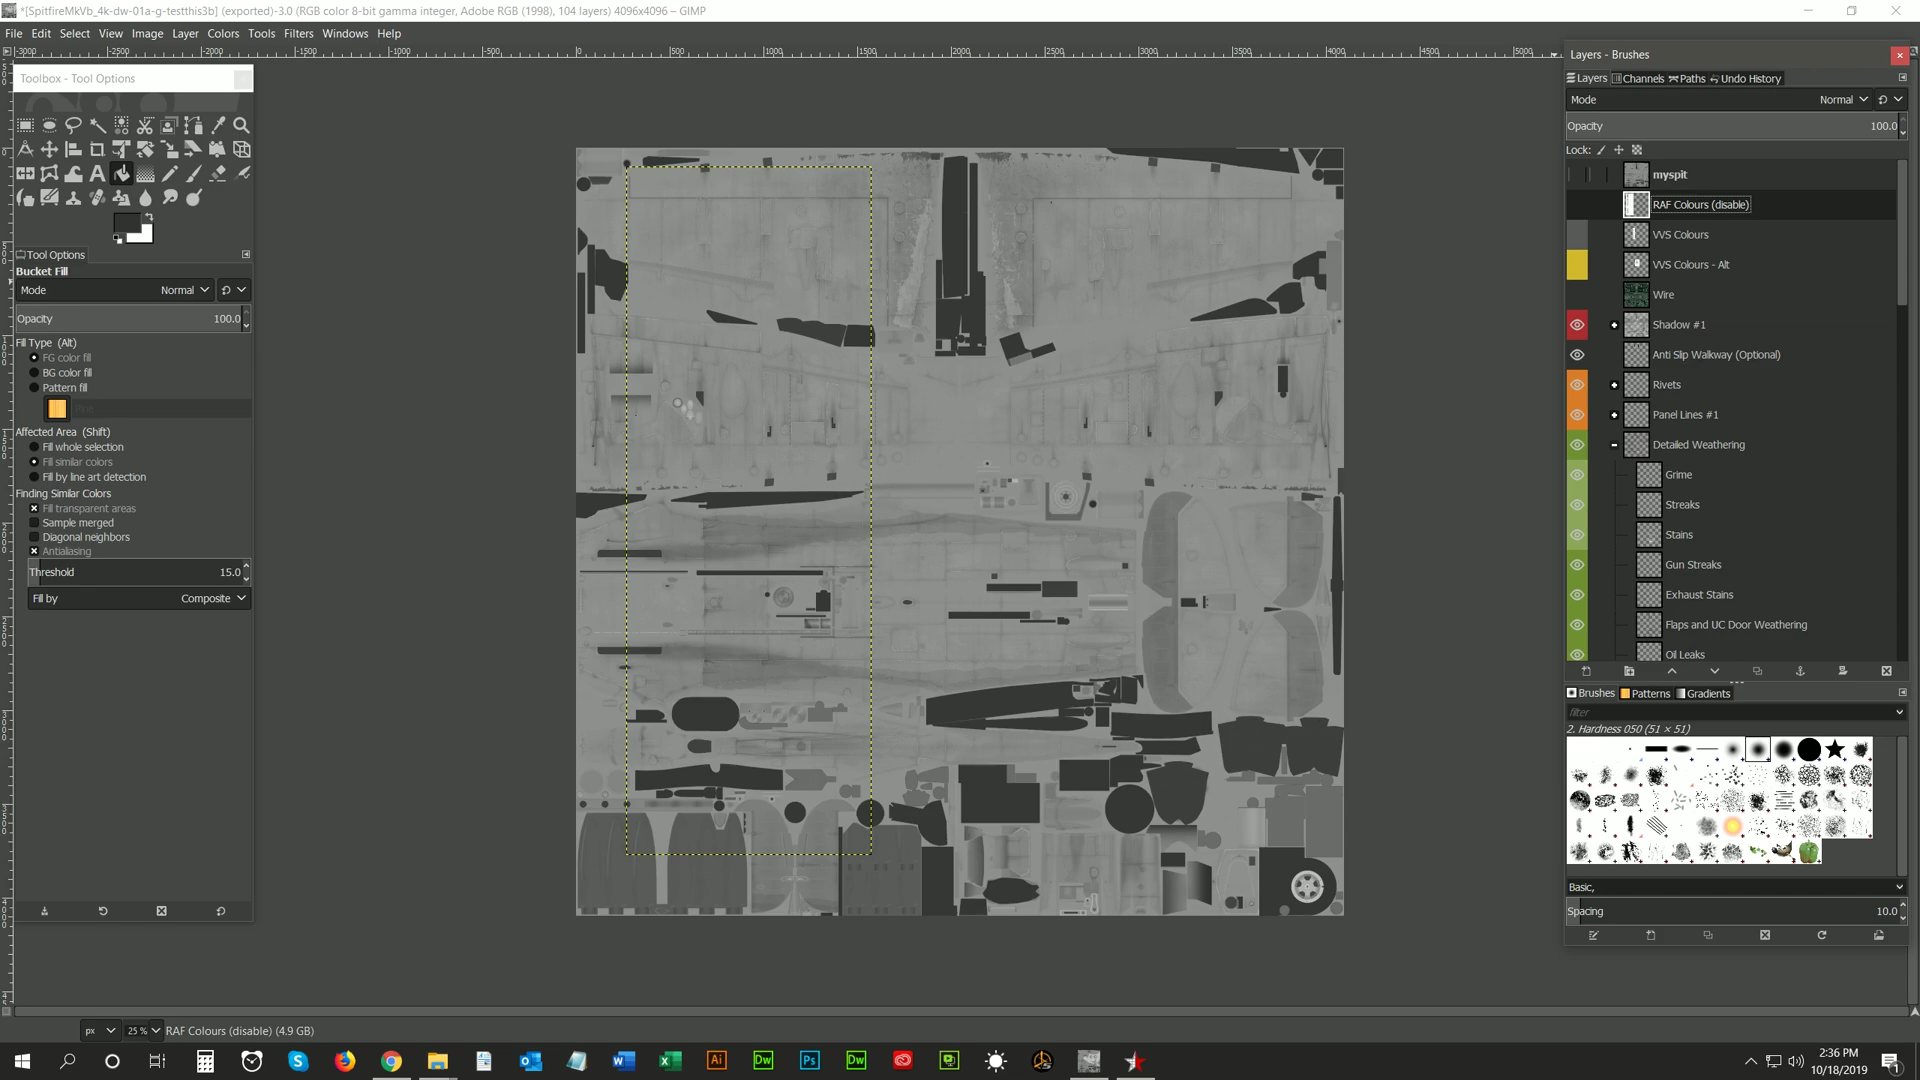 *[SpitfireMkVb_4k-dw-01a-g-testthis3b] (exported)-3.0 (RGB color 8-bit gamma integer, Adobe RGB (1998), 104 layers) 4096x4096 – GIMP
File Edit Select View Image Layer Colors Tools Filters Windows Help
Toolbox - Tool Options
Tool Options
Bucket Fill
Mode Normal
Opacity 100.0
Fill Type (Alt)
FG color fill
BG color fill
Pattern fill
Affected Area (Shift)
Fill whole selection
Fill similar colors
Fill by line art detection
Finding Similar Colors
Fill transparent areas
Sample merged
Diagonal neighbors
Antialiasing
Threshold 15.0
Fill by Composite
Layers - Brushes
Layers Channels Paths Undo History
Mode Normal
Opacity 100.0
Lock:
myspit
RAF Colours (disable)
VVS Colours
VVS Colours - Alt
Wire
Shadow #1
Anti Slip Walkway (Optional)
Rivets
Panel Lines #1
Detailed Weathering
Grime
Streaks
Stains
Gun Streaks
Exhaust Stains
Flaps and UC Door Weathering
Oil Leaks
Brushes Patterns Gradients
filter
2. Hardness 050 (51 × 51)
Basic,
Spacing 10.0
px 25 % RAF Colours (disable) (4.9 GB)
2:36 PM
10/18/2019